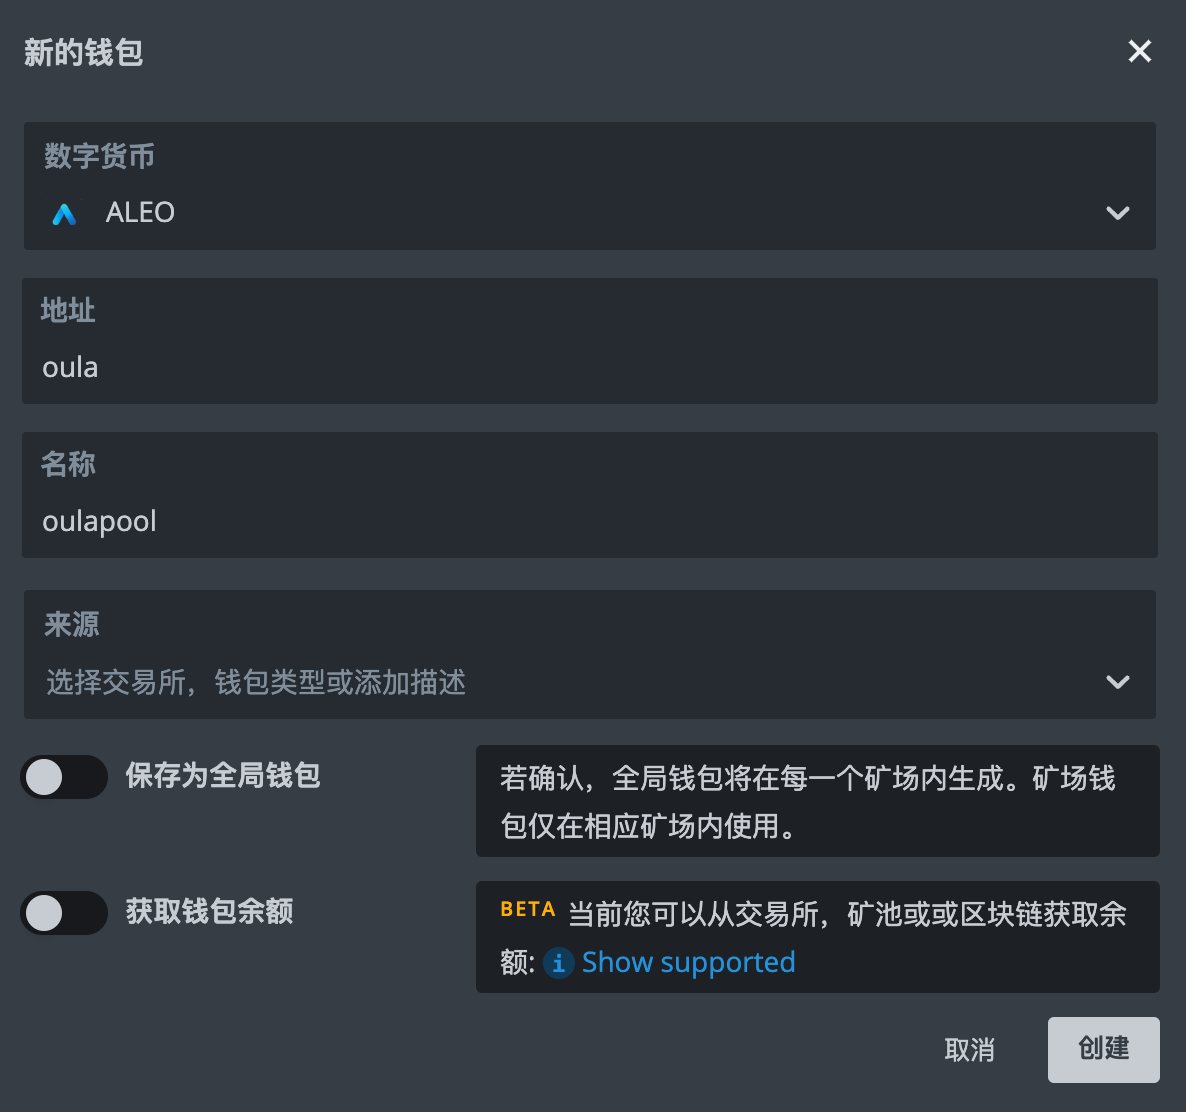 新的钱包
数字货币
ALEO
地址
oula
名称
oulapool
来源
选择交易所，钱包类型或添加描述
保存为全局钱包
若确认，全局钱包将在每一个矿场内生成。矿场钱
包仅在相应矿场内使用。
获取钱包余额
BETA 当前您可以从交易所，矿池或或区块链获取余
额: i Show supported
取消
创建